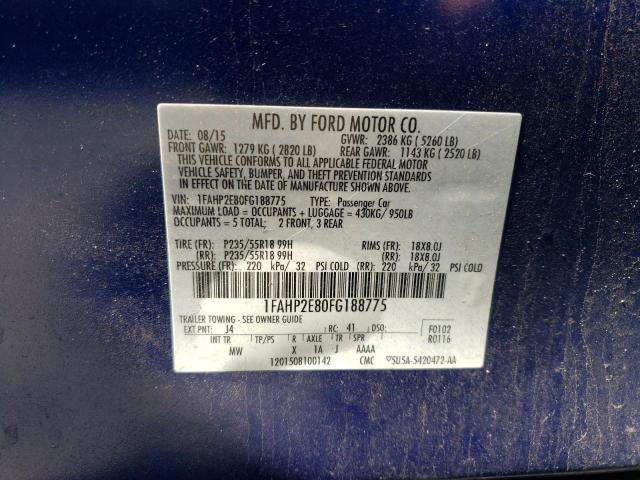 MFD. BY FORD MOTOR CO.
DATE: 08/15 GVWR: 2386 KG ( 5260 LB)
FRONT GAWR: 1279 KG ( 2820 LB) REAR GAWR: 1143 KG ( 2520 LB)
THIS VEHICLE CONFORMS TO ALL APPLICABLE FEDERAL MOTOR
VEHICLE SAFETY, BUMPER, AND THEFT PREVENTION STANDARDS
IN EFFECT ON THE DATE OF MANUFACTURE SHOWN ABOVE.
VIN: 1FAHP2E80FG188775 TYPE: Passenger Car
MAXIMUM LOAD = OCCUPANTS + LUGGAGE = 430KG/ 950LB
OCCUPANTS = 5 TOTAL: 2 FRONT, 3 REAR
TIRE (FR): P235/55R18 99H RIMS (FR): 18X8.0J
(RR): P235/55R18 99H (RR): 18X8.0J
PRESSURE (FR): 220 kPa/ 32 PSI COLD (RR): 220 kPa/ 32 PSI COLD
1FAHP2E80FG188775
TRAILER TOWING - SEE OWNER GUIDE
EXT PNT: J4 RC: 41 DSO: F0102
INT TR TP/PS R AXLE TR SPR R0116
MW X 1A J AAAA
1201508100142 CMC ▽SU5A-5420472-AA